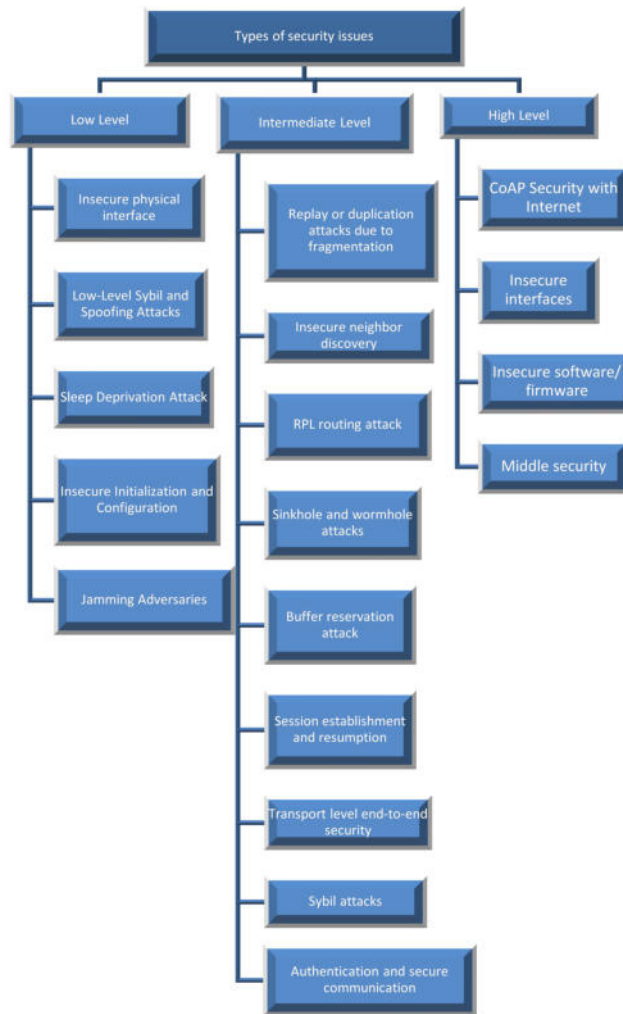 Types of security issues
Low Level
Insecure physical
interface
Low-Level Sybil and
Spoofing Attacks
Sleep Deprivation Attack
Insecure Initialization and
Configuration
Jamming Adversaries
Intermediate Level
Replay or duplication
attacks due to
fragmentation
Insecure neighbor
discovery
RPL routing attack
Sinkhole and wormhole
attacks
Buffer reservation
attack
Session establishment
and resumption
Transport level end-to-end
security
Sybil attacks
Authentication and secure
communication
High Level
CoAP Security with
Internet
Insecure
interfaces
Insecure software/
firmware
Middle security